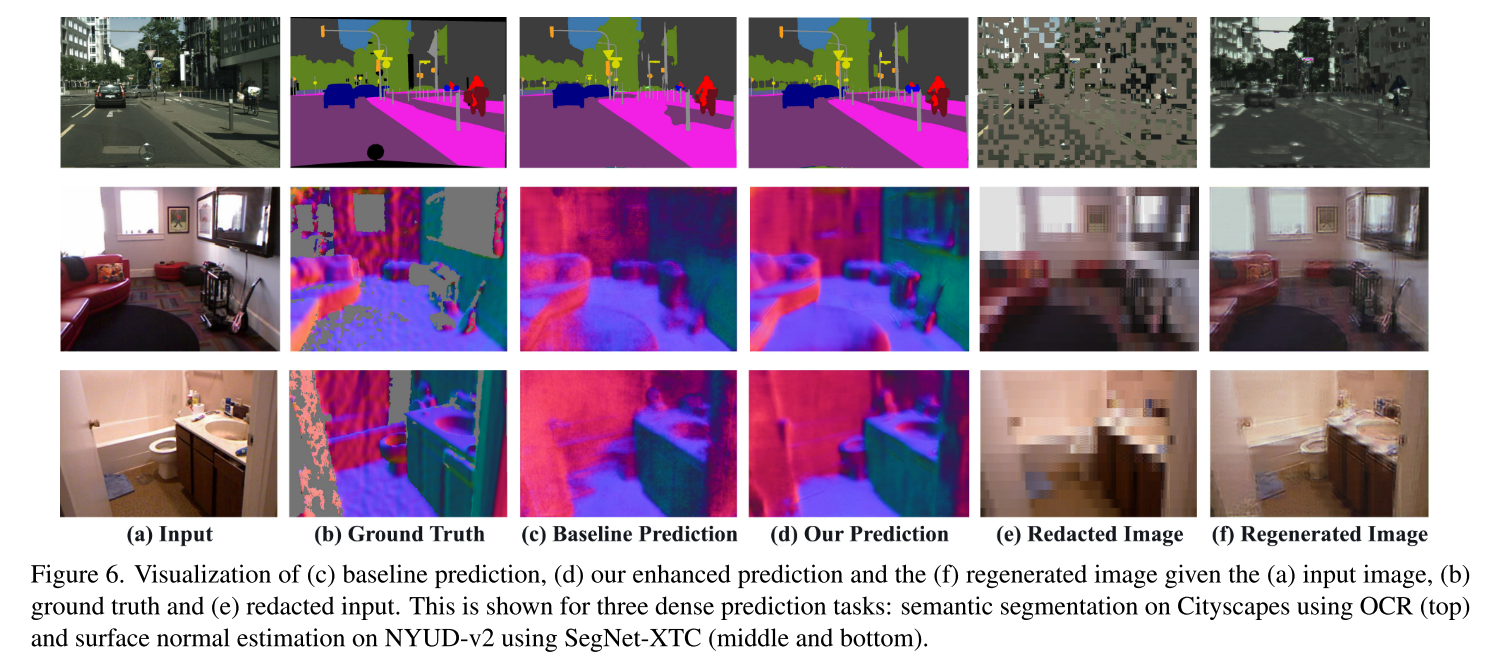 (a) Input (b) Ground Truth (c) Baseline Prediction (d) Our Prediction (e) Redacted Image (f) Regenerated Image
Figure 6. Visualization of (c) baseline prediction, (d) our enhanced prediction and the (f) regenerated image given the (a) input image, (b)
ground truth and (e) redacted input. This is shown for three dense prediction tasks: semantic segmentation on Cityscapes using OCR (top)
and surface normal estimation on NYUD-v2 using SegNet-XTC (middle and bottom).